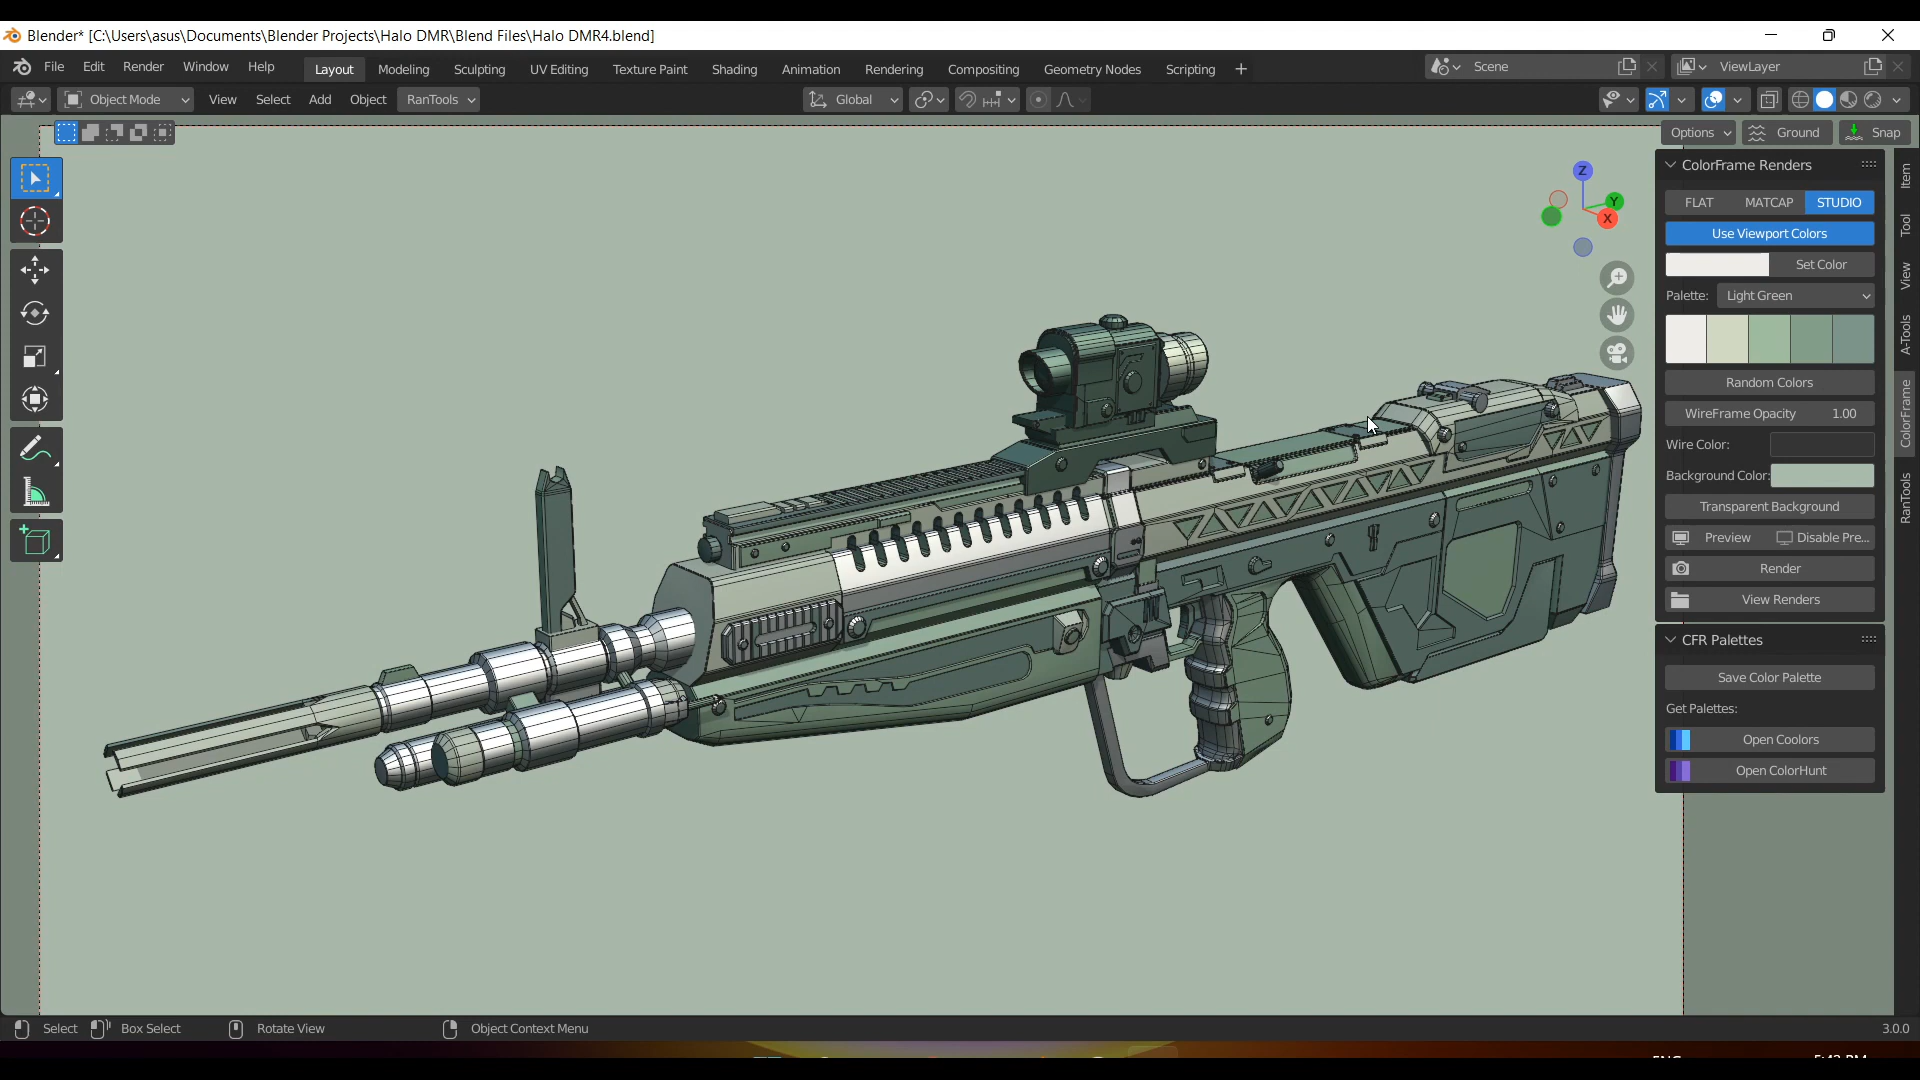 Blender* [C:\Users\asus\Documents\Blender Projects\Halo DMR\Blend Files\Halo DMR4.blend]
File Edit Render Window Help Layout Modeling Sculpting UV Editing Texture Paint Shading Animation Rendering Compositing Geometry Nodes Scripting + Scene ViewLayer
Object Mode View Select Add Object RanTools Global
Options Ground Snap
ColorFrame Renders
FLAT MATCAP STUDIO
Use Viewport Colors
Set Color
Palette: Light Green
Random Colors
WireFrame Opacity 1.00
Wire Color:
Background Color:
Transparent Background
Preview Disable Pre...
Render
View Renders
CFR Palettes
Save Color Palette
Get Palettes:
Open Coolors
Open ColorHunt
Item
Tool
View
A-Tools
ColorFrame
RanTools
Z
Y
X
Select Box Select Rotate View Object Context Menu 3.0.0